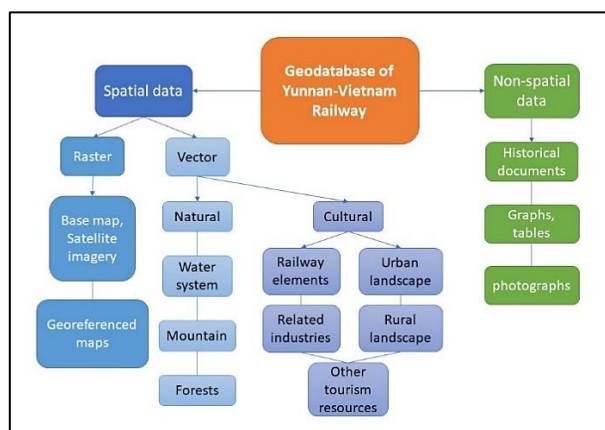 Geodatabase of
Yunnan-Vietnam
Railway
Spatial data
Non-spatial
data
Raster
Vector
Historical
documents
Base map,
Satellite
imagery
Natural
Cultural
Graphs,
tables
Water
system
Railway
elements
Urban
landscape
photographs
Georeferenced
maps
Mountain
Related
industries
Rural
landscape
Forests
Other
tourism
resources